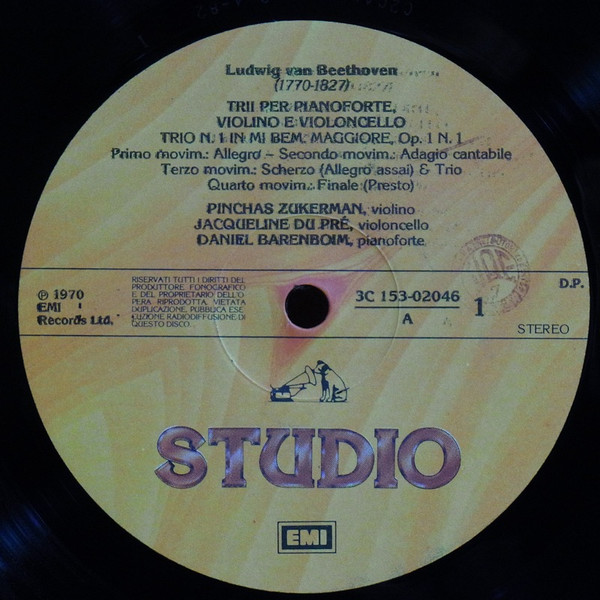 Ludwig van Beethoven
(1770-1827)
TRII PER PIANOFORTE,
VIOLINO E VIOLONCELLO
TRIO N. 1 IN MI BEM. MAGGIORE, Op. 1 N. 1
Primo movim.: Allegro – Secondo movim.: Adagio cantabile
Terzo movim.: Scherzo (Allegro assai) & Trio
Quarto movim.: Finale (Presto)
PINCHAS ZUKERMAN, violino
JACQUELINE DU PRÉ, violoncello
DANIEL BARENBOIM, pianoforte
℗ 1970
EMI
Records Ltd.
RISERVATI TUTTI I DIRITTI DEL
PRODUTTORE FONOGRAFICO
E DEL PROPRIETARIO DELL'O
PERA RIPRODOTTA. VIETATA
DUPLICAZIONE, PUBBLICA ESE
CUZIONE RADIODIFFUSIONE DI
QUESTO DISCO...
3C 153-02046
A
1
D.P.
STEREO
STUDIO
EMI